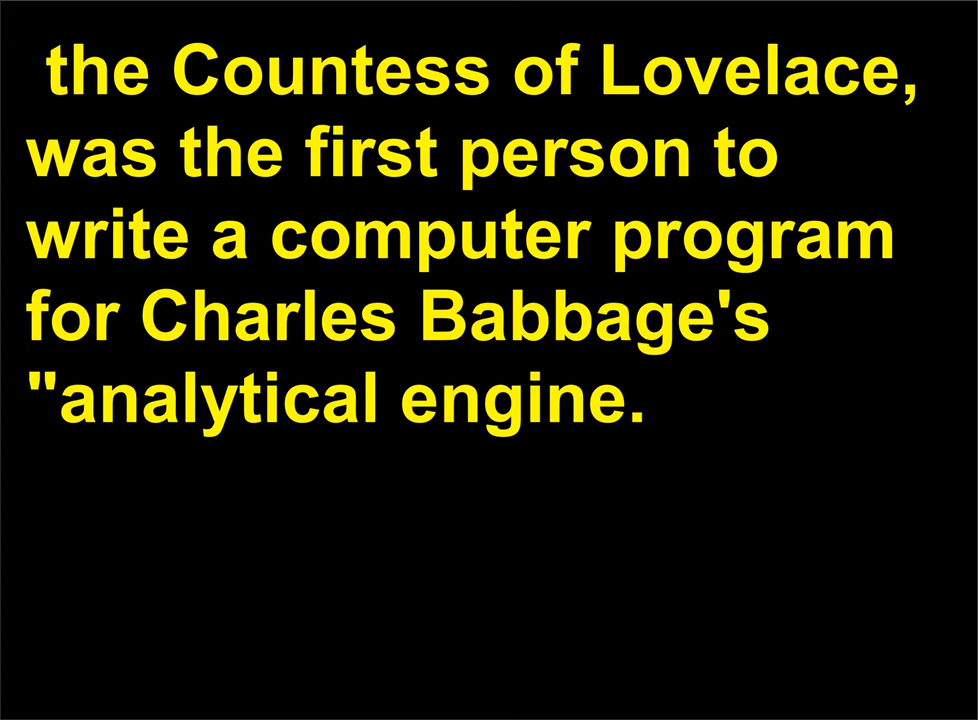 the Countess of Lovelace,
was the first person to
write a computer program
for Charles Babbage's
"analytical engine.